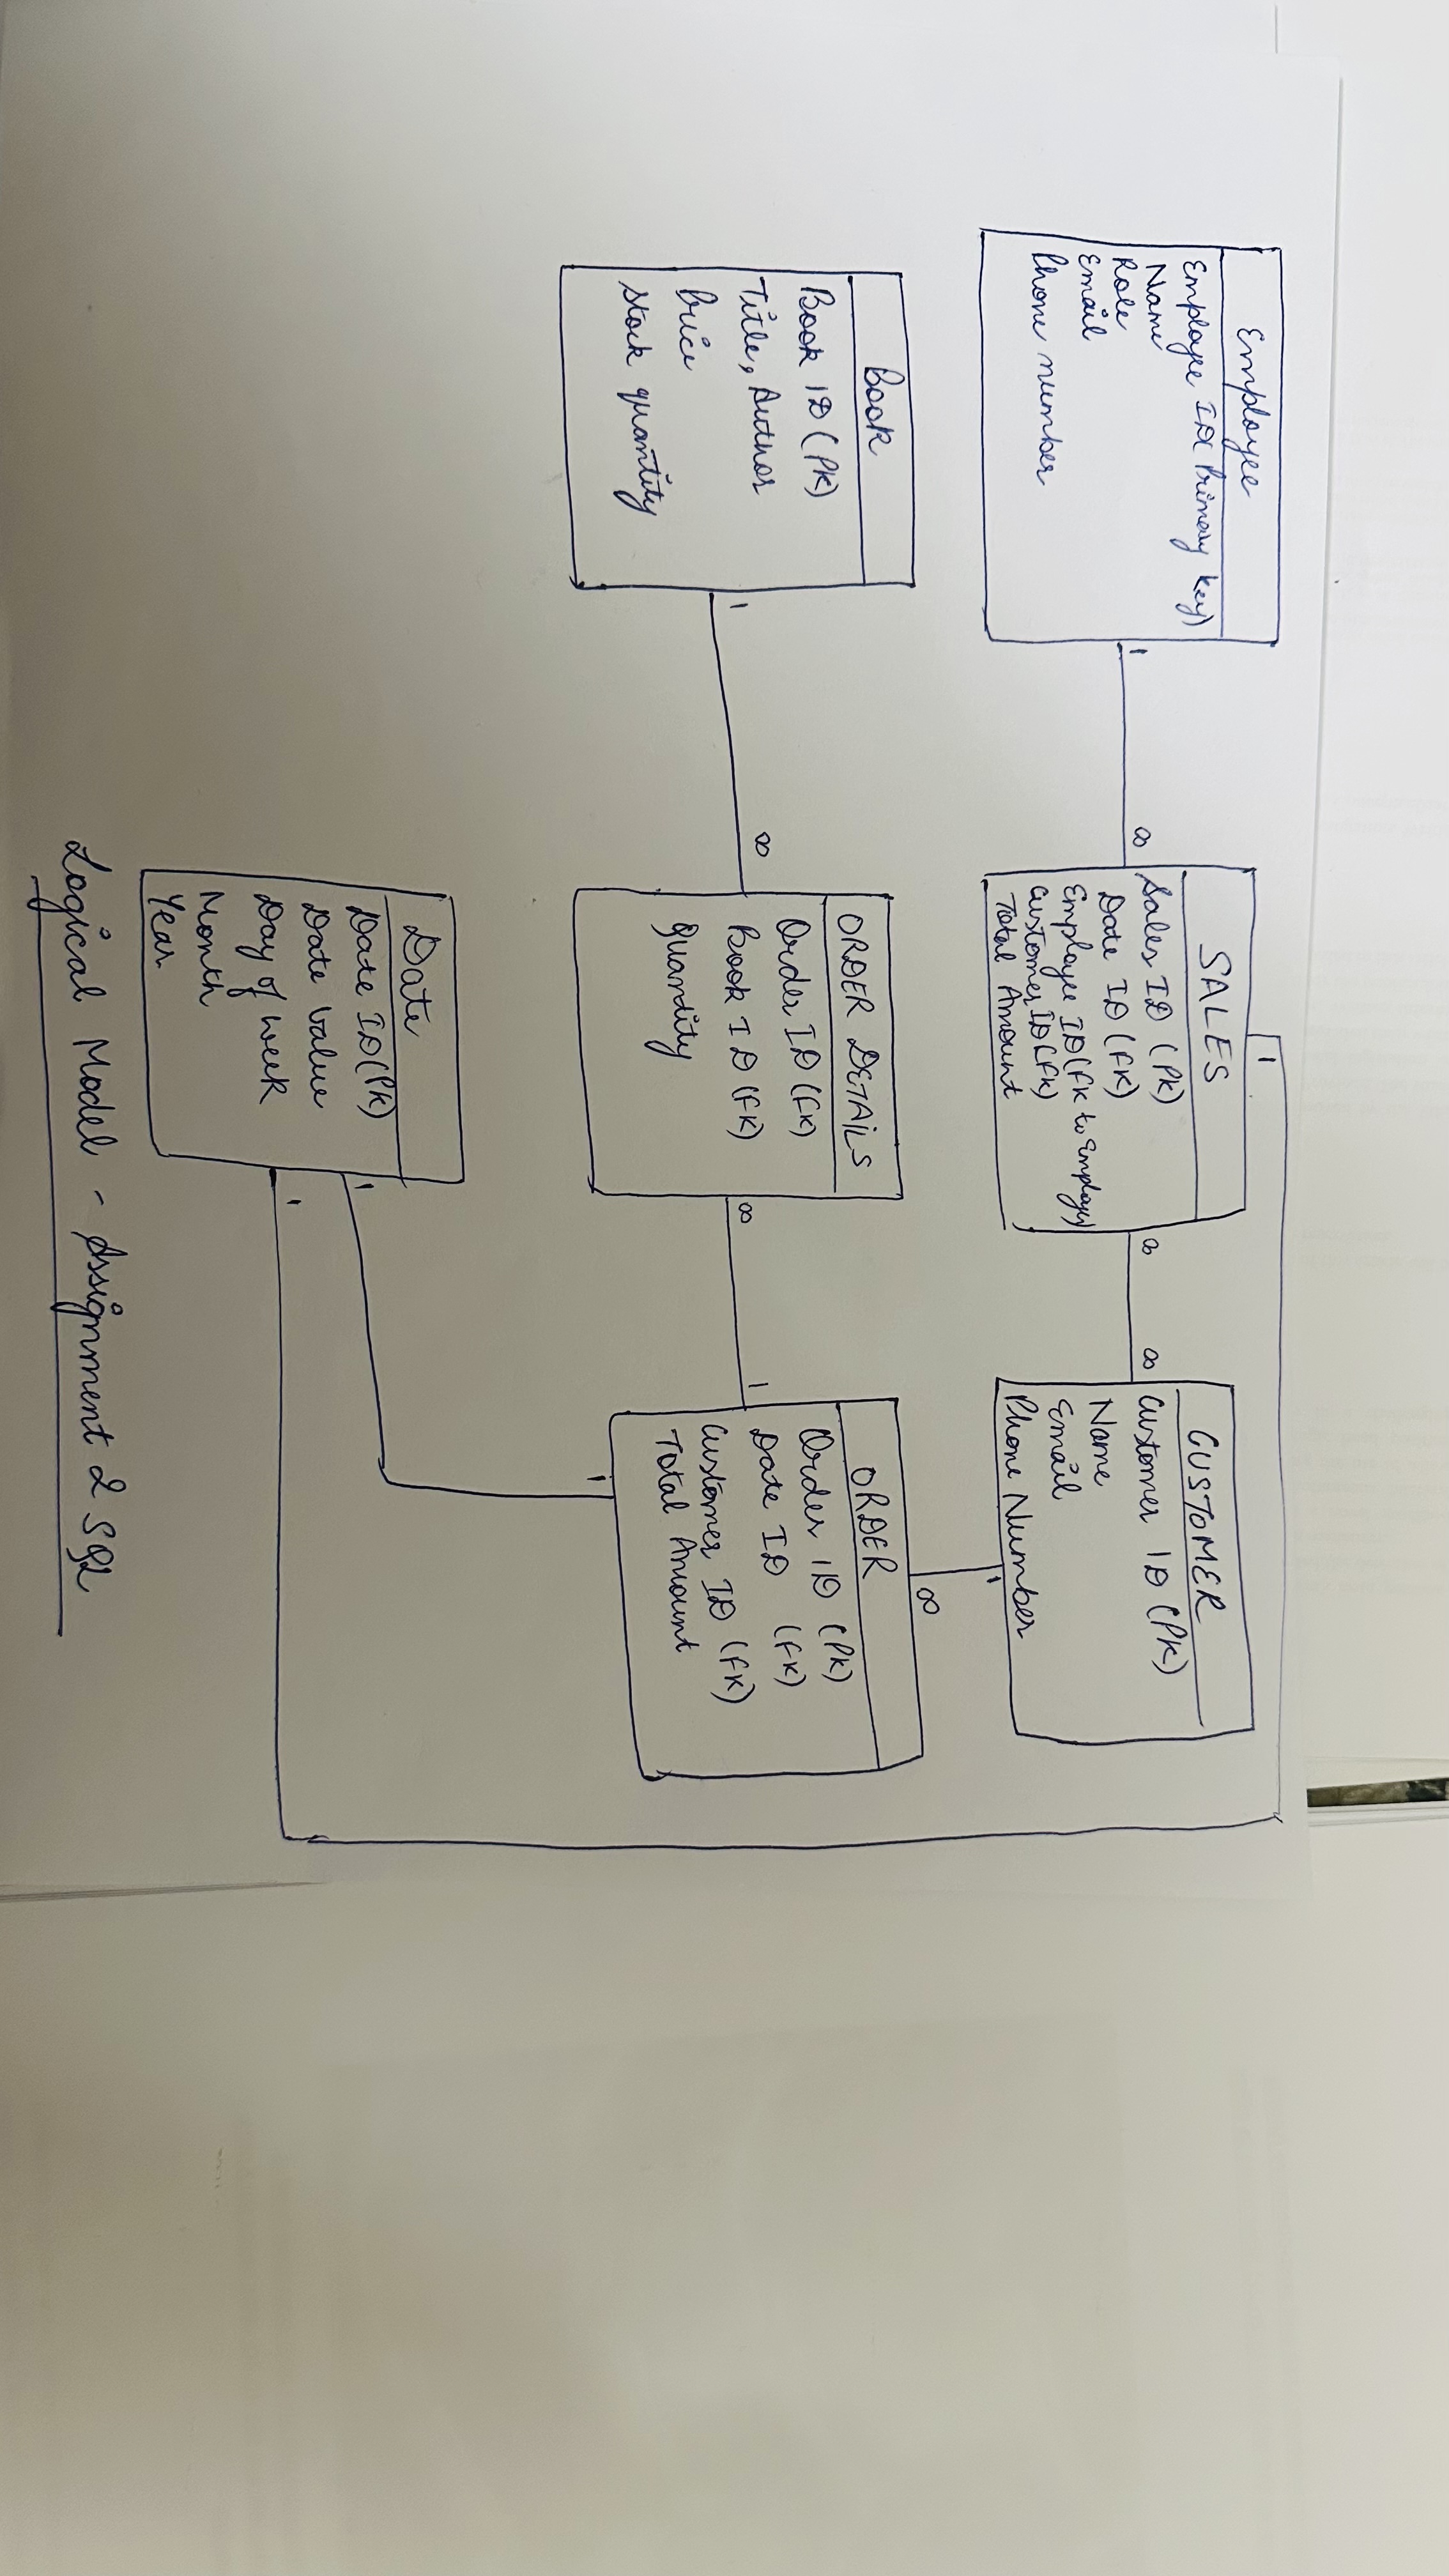 Employee
Employee ID (Primary key)
Name
Role
Email
Phone number
1
∞
SALES
Sales ID (PK)
Date ID (FK)
Employee ID (FK to Employee)
Customer ID (FK)
Total Amount
1
∞
∞
CUSTOMER
Customer ID (PK)
Name
Email
Phone Number
1
Book
Book ID (PK)
Title, Author
Price
Stock quantity
1
∞
ORDER DETAILS
Order ID (FK)
Book ID (FK)
Quantity
∞
1
∞
ORDER
Order ID (PK)
Date ID (FK)
Customer ID (FK)
Total Amount
1
Date
Date ID (PK)
Date value
Day of week
Month
Year
1
1
Logical Model - Assignment 2 SQL